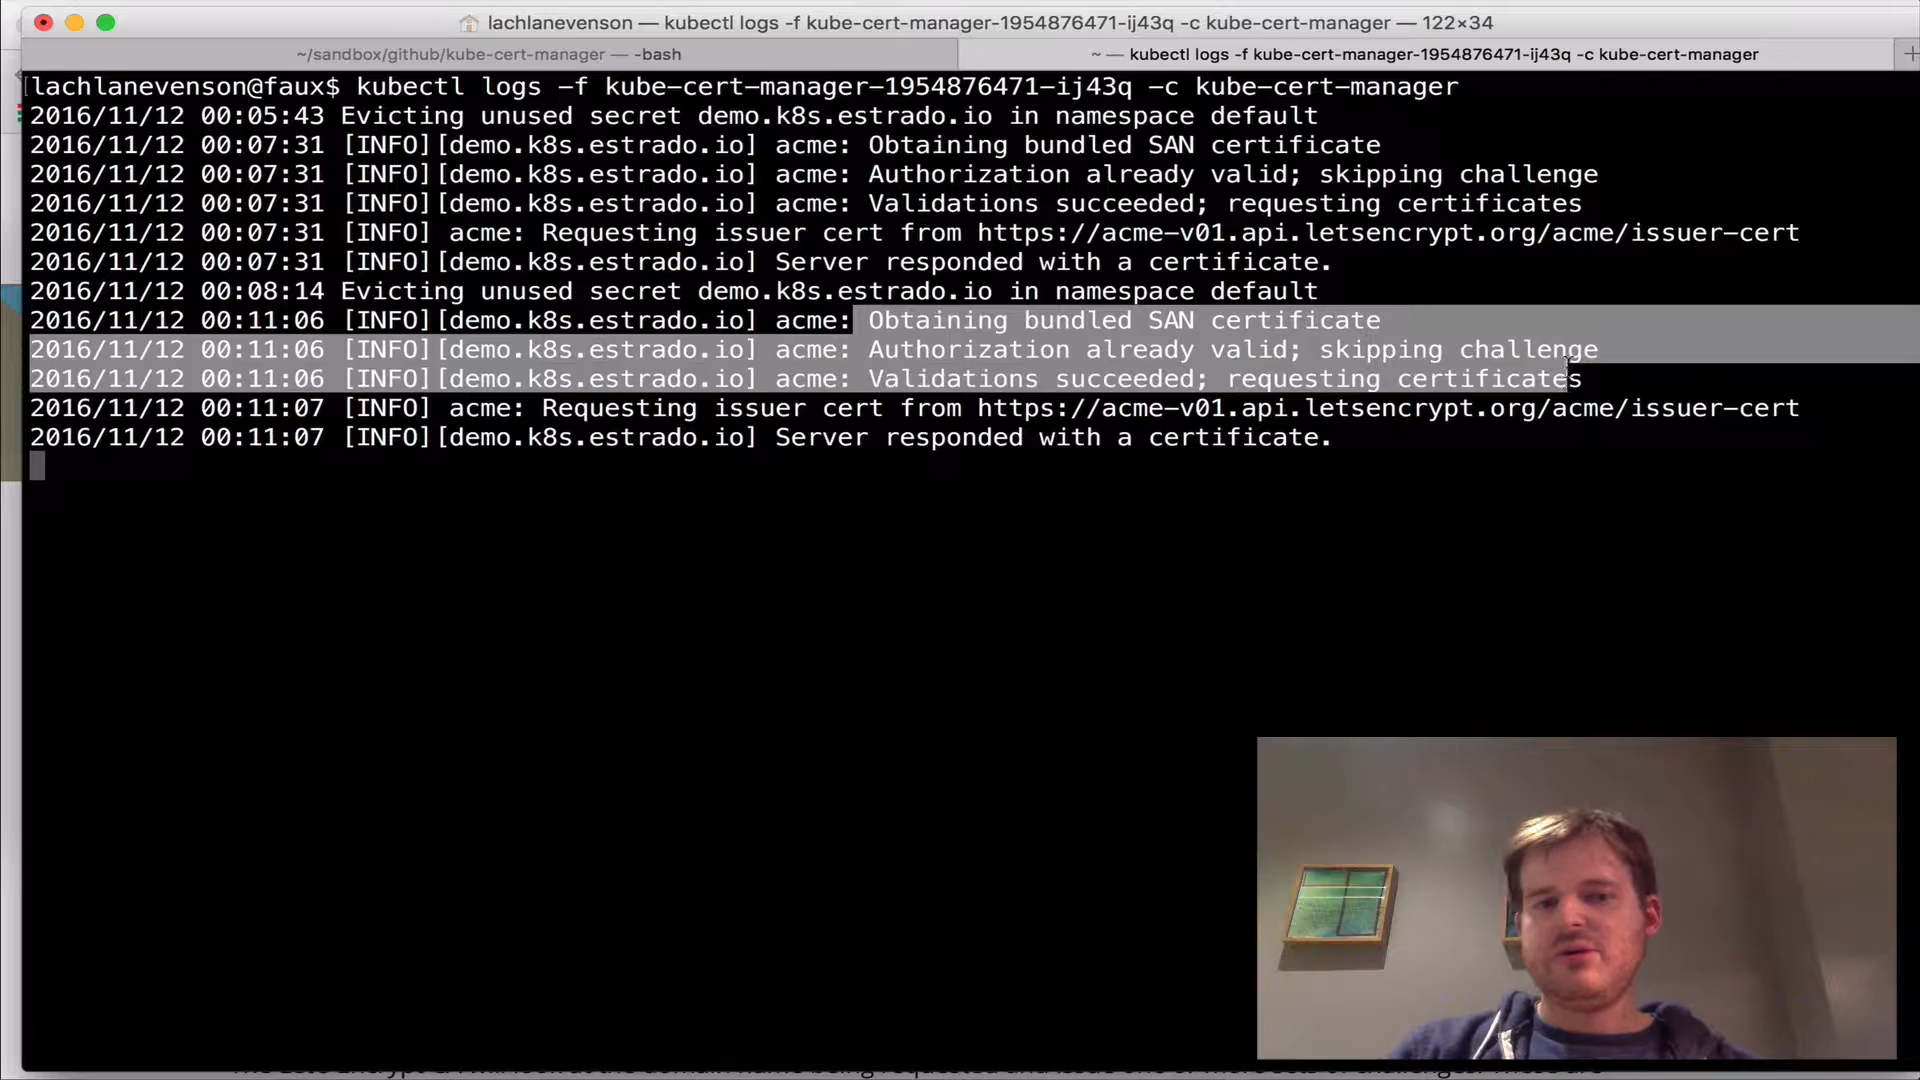 lachlanevenson — kubectl logs -f kube-cert-manager-1954876471-ij43q -c kube-cert-manager — 122×34
~/sandbox/github/kube-cert-manager — -bash
~ — kubectl logs -f kube-cert-manager-1954876471-ij43q -c kube-cert-manager
[lachlanevenson@faux$ kubectl logs -f kube-cert-manager-1954876471-ij43q -c kube-cert-manager
2016/11/12 00:05:43 Evicting unused secret demo.k8s.estrado.io in namespace default
2016/11/12 00:07:31 [INFO][demo.k8s.estrado.io] acme: Obtaining bundled SAN certificate
2016/11/12 00:07:31 [INFO][demo.k8s.estrado.io] acme: Authorization already valid; skipping challenge
2016/11/12 00:07:31 [INFO][demo.k8s.estrado.io] acme: Validations succeeded; requesting certificates
2016/11/12 00:07:31 [INFO] acme: Requesting issuer cert from https://acme-v01.api.letsencrypt.org/acme/issuer-cert
2016/11/12 00:07:31 [INFO][demo.k8s.estrado.io] Server responded with a certificate.
2016/11/12 00:08:14 Evicting unused secret demo.k8s.estrado.io in namespace default
2016/11/12 00:11:06 [INFO][demo.k8s.estrado.io] acme: Obtaining bundled SAN certificate
2016/11/12 00:11:06 [INFO][demo.k8s.estrado.io] acme: Authorization already valid; skipping challenge
2016/11/12 00:11:06 [INFO][demo.k8s.estrado.io] acme: Validations succeeded; requesting certificates
2016/11/12 00:11:07 [INFO] acme: Requesting issuer cert from https://acme-v01.api.letsencrypt.org/acme/issuer-cert
2016/11/12 00:11:07 [INFO][demo.k8s.estrado.io] Server responded with a certificate.